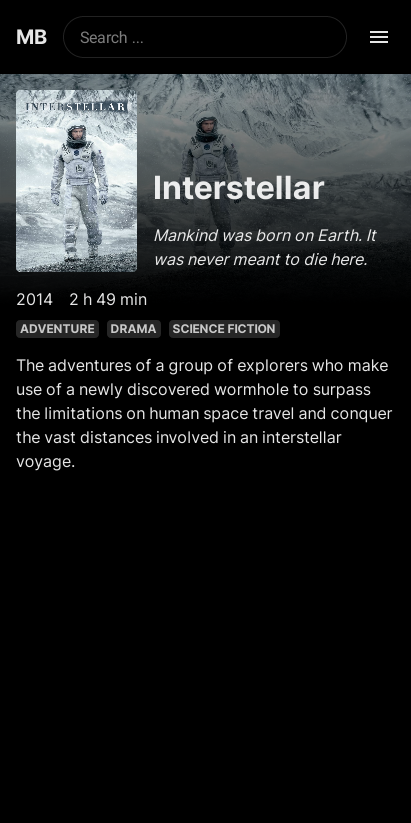 MB
Search ...
INTERSTELLAR
Interstellar
Mankind was born on Earth. It
was never meant to die here.
2014 2 h 49 min
ADVENTURE DRAMA SCIENCE FICTION
The adventures of a group of explorers who make
use of a newly discovered wormhole to surpass
the limitations on human space travel and conquer
the vast distances involved in an interstellar
voyage.